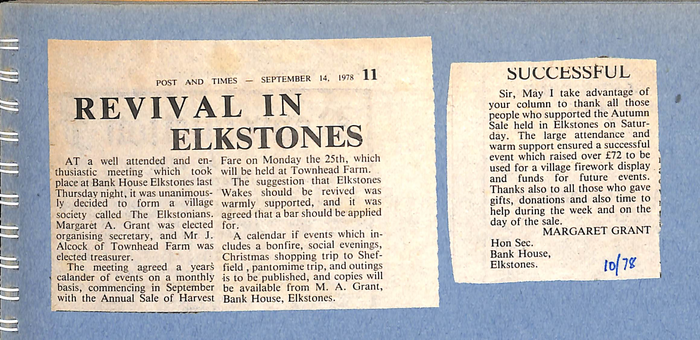 POST AND TIMES — SEPTEMBER 14, 1978 11
REVIVAL IN
ELKSTONES
AT a well attended and en-
thusiastic meeting which took
place at Bank House Elkstones last
Thursday night, it was unanimous-
ly decided to form a village
society called The Elkstonians.
Margaret A. Grant was elected
organising secretary, and Mr J.
Alcock of Townhead Farm was
elected treasurer.
The meeting agreed a years
calander of events on a monthly
basis, commencing in September
with the Annual Sale of Harvest
Fare on Monday the 25th, which
will be held at Townhead Farm.
The suggestion that Elkstones
Wakes should be revived was
warmly supported, and it was
agreed that a bar should be applied
for.
A calendar if events which in-
cludes a bonfire, social evenings,
Christmas shopping trip to Shef-
field , pantomime trip, and outings
is to be published, and copies will
be available from M. A. Grant,
Bank House, Elkstones.
SUCCESSFUL
Sir, May I take advantage of
your column to thank all those
people who supported the Autumn
Sale held in Elkstones on Satur-
day. The large attendance and
warm support ensured a successful
event which raised over £72 to be
used for a village firework display
and funds for future events.
Thanks also to all those who gave
gifts, donations and also time to
help during the week and on the
day of the sale.
MARGARET GRANT
Hon Sec.
Bank House,
Elkstones.
10/78